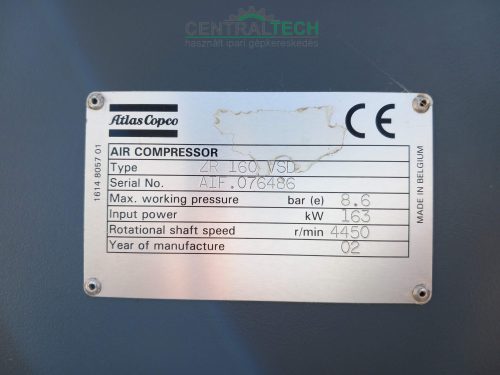 CENTRALTECH
használt ipari gépkereskedés
Atlas Copco
CE
AIR COMPRESSOR
Type ZR 160 VSD
Serial No. AIF.076486
Max. working pressure bar (e) 8.6
Input power kW 163
Rotational shaft speed r/min 4450
Year of manufacture 02
1614 8057 01
MADE IN BELGIUM